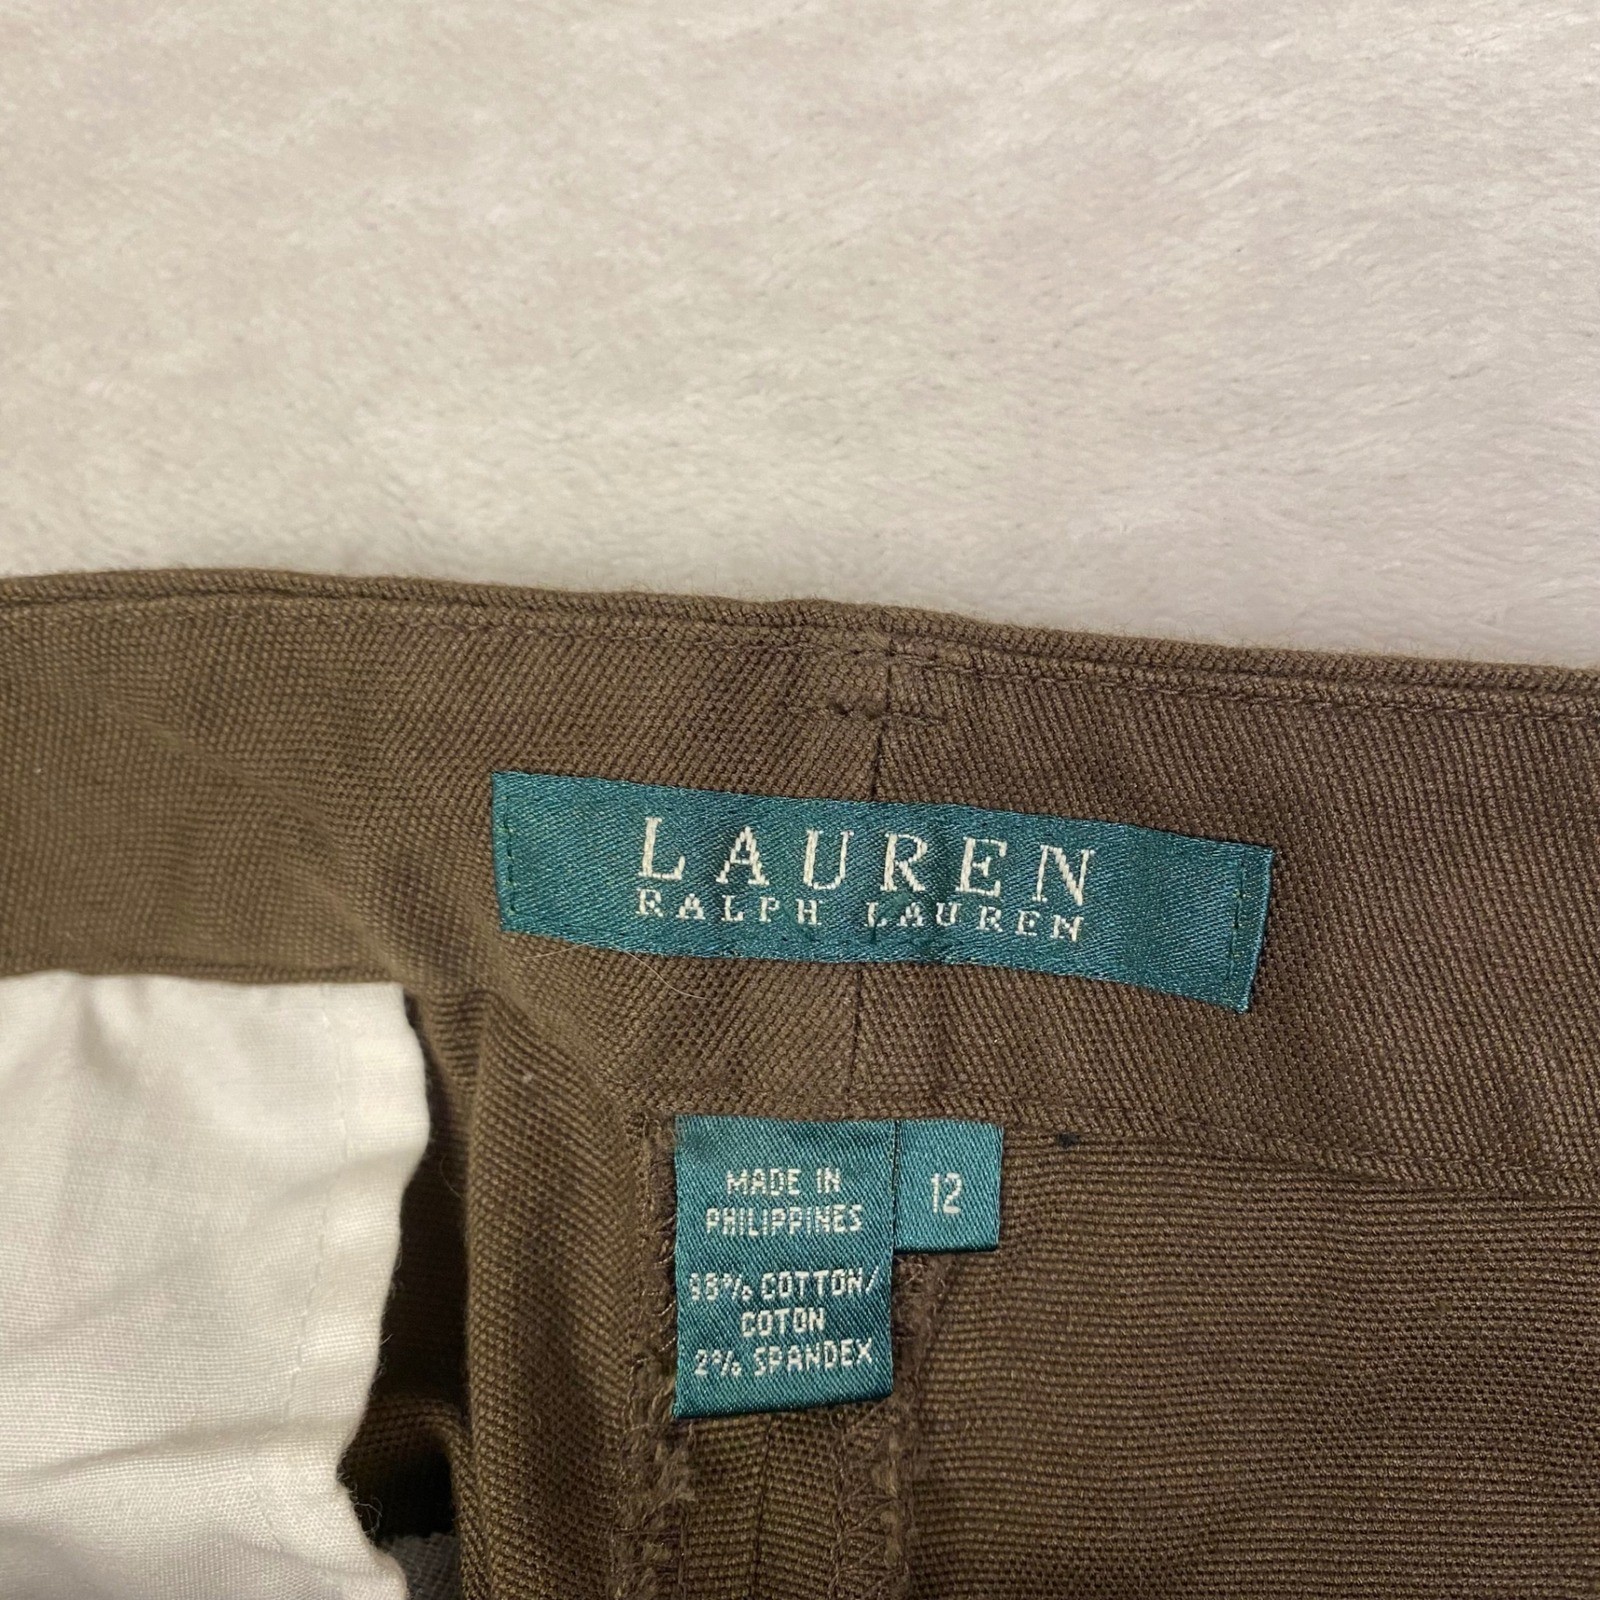 LAUREN
RALPH LAUREN
MADE IN
PHILIPPINES
12
98% COTTON/
COTON
2% SPANDEX